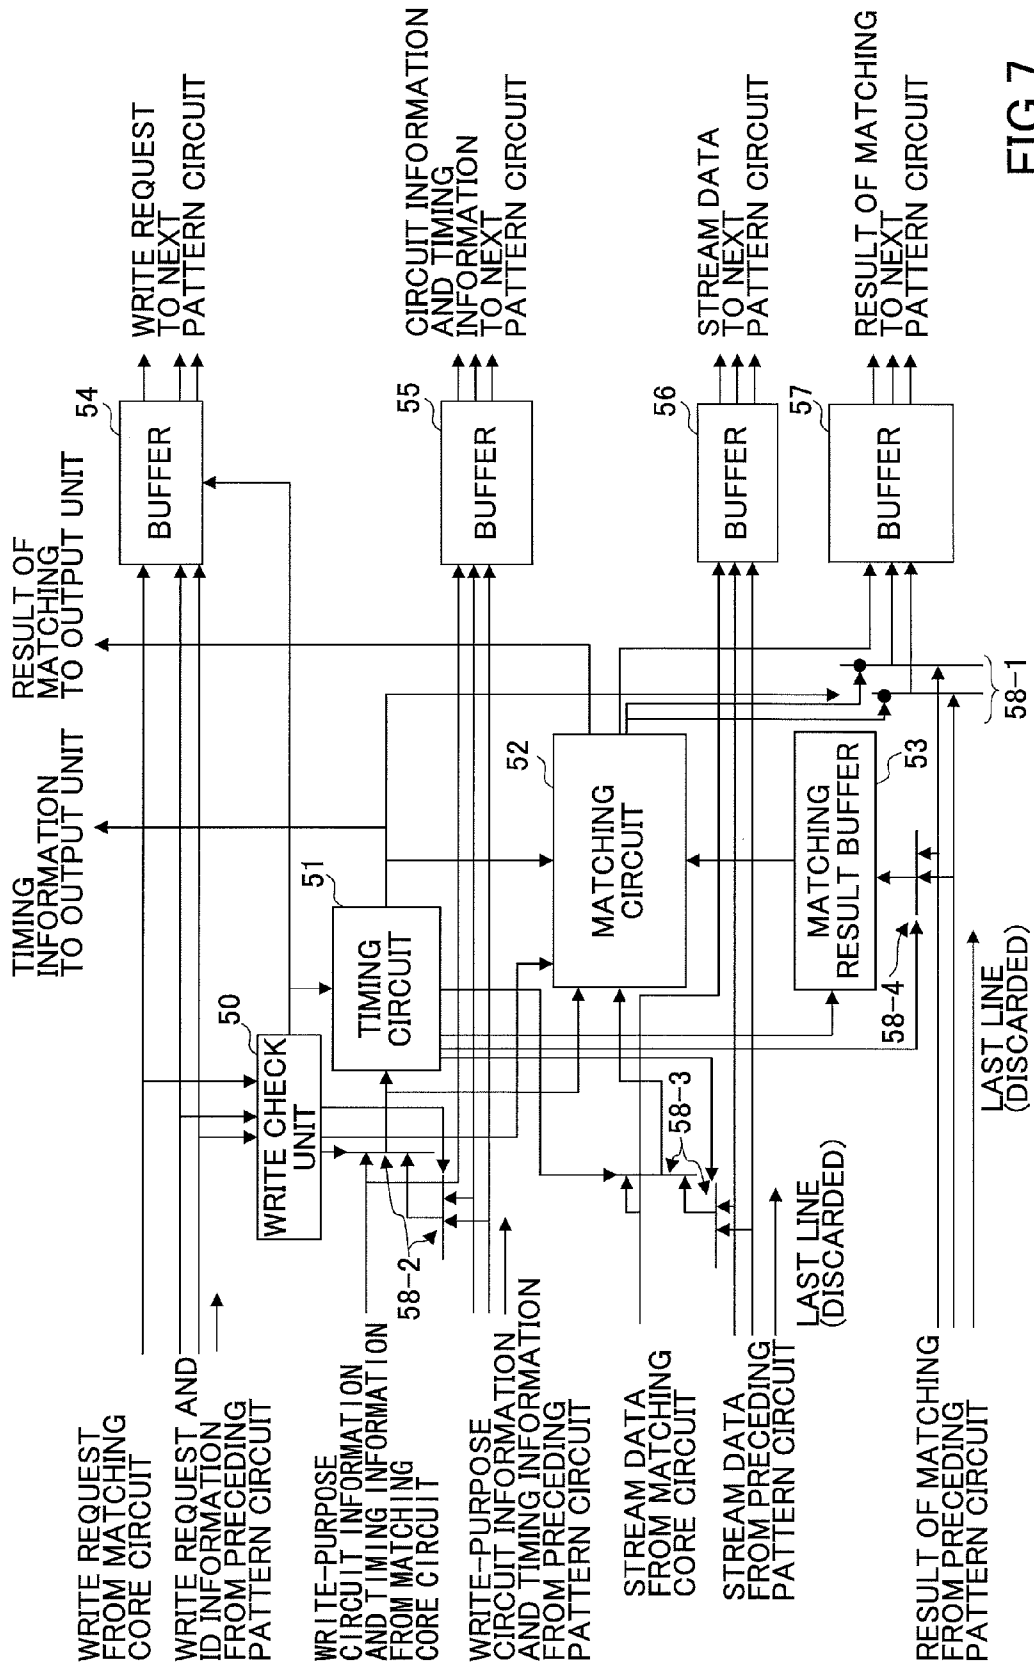 WRITE REQUEST
FROM MATCHING
CORE CIRCUIT
WRITE REQUEST AND
ID INFORMATION
FROM PRECEDING
PATTERN CIRCUIT
WRITE-PURPOSE
CIRCUIT INFORMATION
AND TIMING INFORMATION
FROM MATCHING
CORE CIRCUIT
WRITE-PURPOSE
CIRCUIT INFORMATION
AND TIMING INFORMATION
FROM PRECEDING
PATTERN CIRCUIT
STREAM DATA
FROM MATCHING
CORE CIRCUIT
STREAM DATA
FROM PRECEDING
PATTERN CIRCUIT
LAST LINE
(DISCARDED)
RESULT OF MATCHING
FROM PRECEDING
PATTERN CIRCUIT
LAST LINE
(DISCARDED)
TIMING
INFORMATION
TO OUTPUT UNIT
RESULT OF
MATCHING
TO OUTPUT UNIT
50
WRITE CHECK
UNIT
51
TIMING
CIRCUIT
52
MATCHING
CIRCUIT
53
MATCHING
RESULT BUFFER
58-2
58-3
58-4
58-1
54
BUFFER
55
BUFFER
56
BUFFER
57
BUFFER
WRITE REQUEST
TO NEXT
PATTERN CIRCUIT
CIRCUIT INFORMATION
AND TIMING
INFORMATION
TO NEXT
PATTERN CIRCUIT
STREAM DATA
TO NEXT
PATTERN CIRCUIT
RESULT OF MATCHING
TO NEXT
PATTERN CIRCUIT
FIG 7